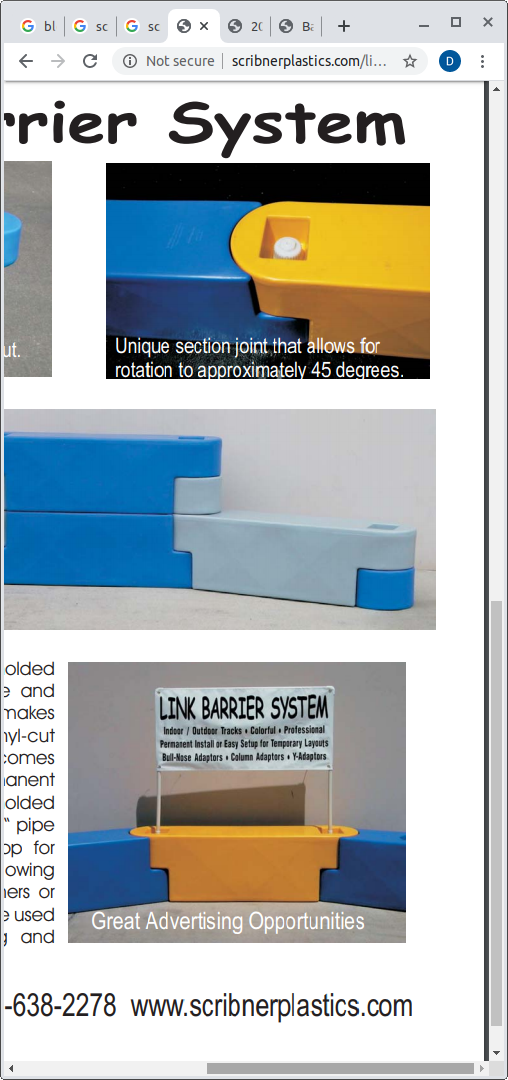 bl
sc
sc
20
Ba
Not secure | scribnerplastics.com/li...
D
rrier System
ut.
Unique section joint that allows for
rotation to approximately 45 degrees.
olded
e and
makes
nyl-cut
comes
nanent
olded
“ pipe
op for
owing
ners or
e used
g and
LINK BARRIER SYSTEM
Indoor / Outdoor Tracks • Colorful • Professional
Permanent Install or Easy Setup for Temporary Layouts
Bull-Nose Adaptors • Column Adaptors • Y-Adaptors
Great Advertising Opportunities
-638-2278 www.scribnerplastics.com